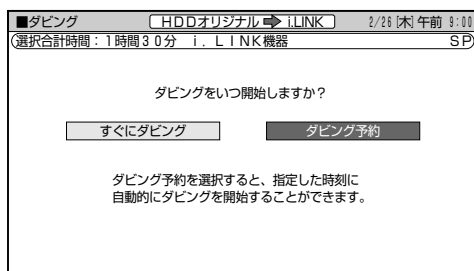 ■ダビング HDDオリジナル ➡ i.LINK 2/26[木]午前 9:00
選択合計時間：1時間30分 i．LINK機器 SP
ダビングをいつ開始しますか？
すぐにダビング ダビング予約
ダビング予約を選択すると、指定した時刻に
自動的にダビングを開始することができます。